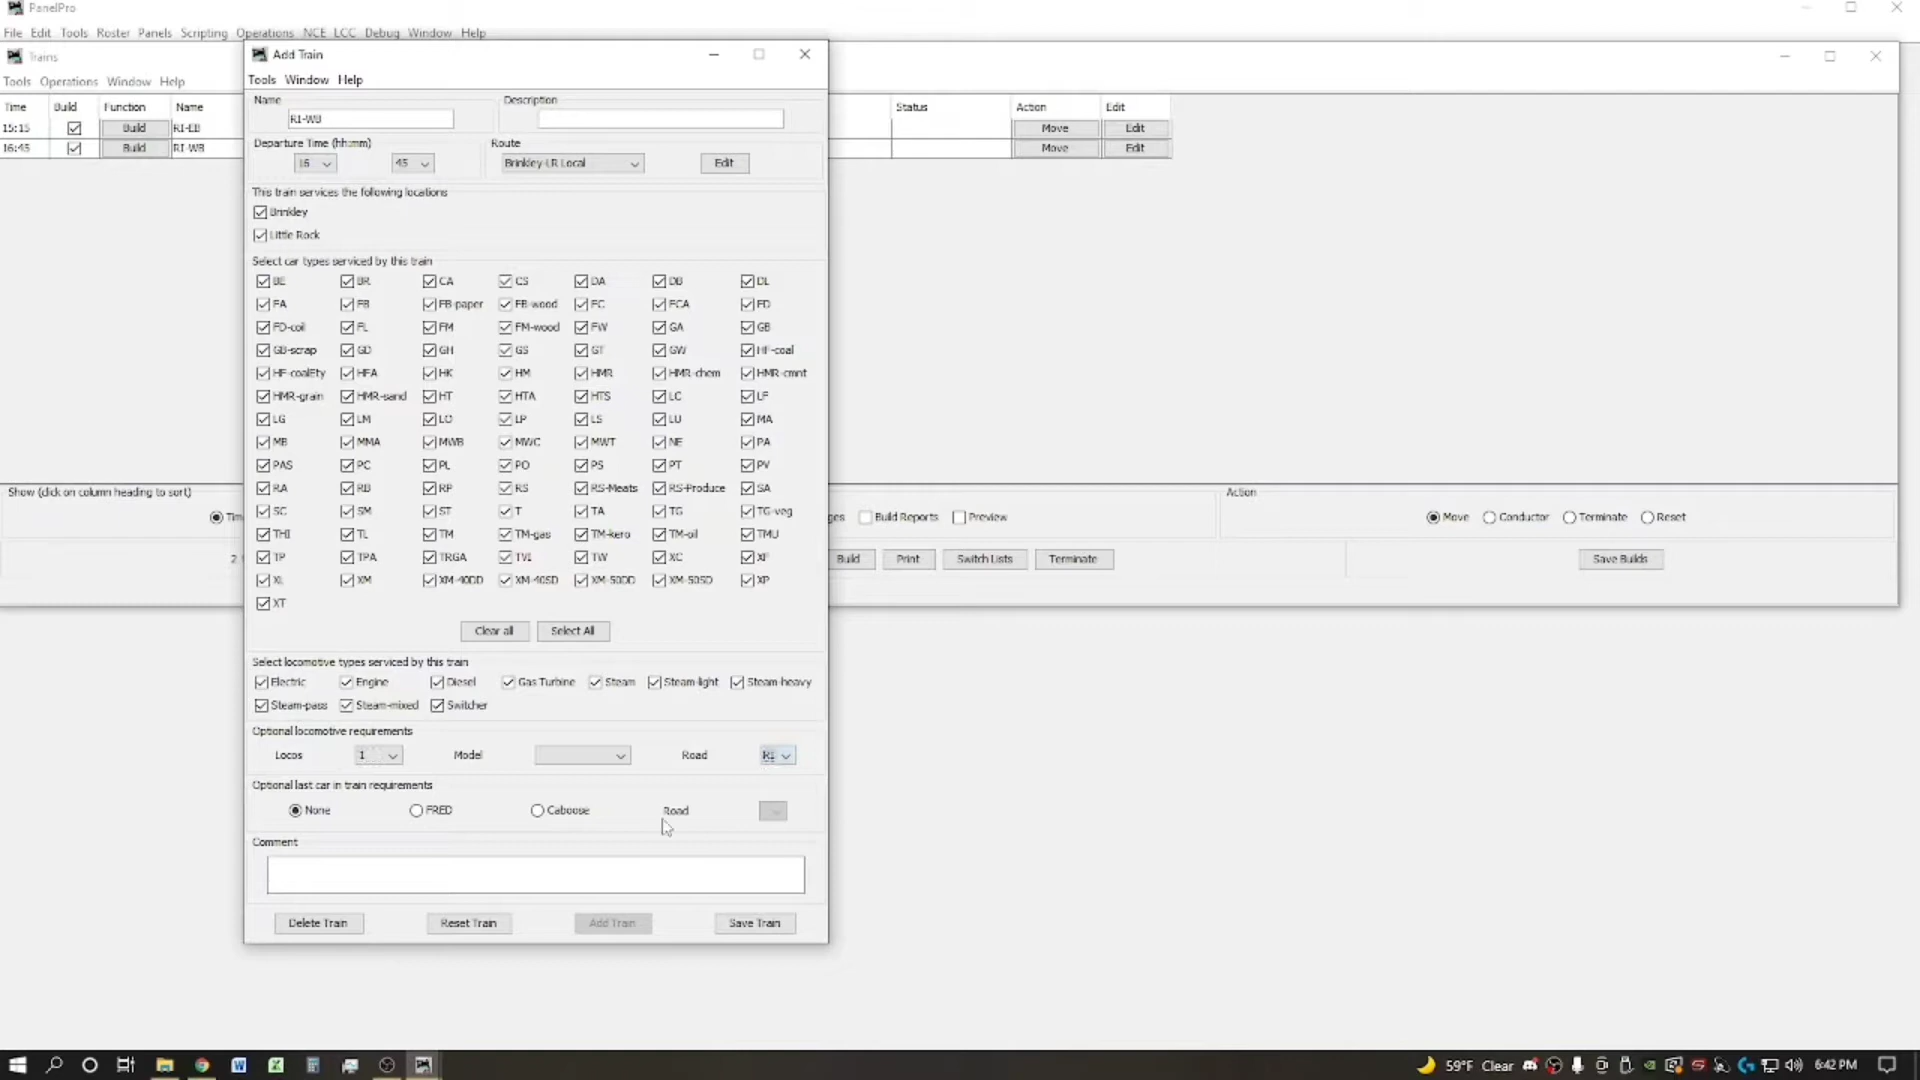 PanelPro
File Edit Tools Roster Panels Scripting Operations NCE LCC Debug Window Help
Trains
Tools Operations Window Help
Time Build Function Name Status Action Edit
15:15 Build RI-EB Move Edit
16:45 Build RI-WB Move Edit
Add Train
Tools Window Help
Name Description
RI-WB
Departure Time (hh:mm) Route
16 45 Brinkley-LR Local Edit
This train services the following locations
Brinkley
Little Rock
Select car types serviced by this train
BE BR CA CS DA DB DL
FA FB FB-paper FB-wood FC FCA FD
FD-coil FL FM FM-wood FW GA GB
GB-scrap GD GH GS GT GW HF-coal
HF-coalEty HFA HK HM HMR HMR-chem HMR-cmnt
HMR-grain HMR-sand HT HTA HTS LC LF
LG LM LO LP LS LU MA
MB MMA MWB MWC MWT NE PA
PAS PC PL PO PS PT PV
RA RB RP RS RS-Meats RS-Produce SA
SC SM ST T TA TG TG-veg
THI TL TM TM-gas TM-kero TM-oil TMU
TP TPA TRGA TVI TW XC XF
XL XM XM-40DD XM-40SD XM-50DD XM-50SD XP
XT
Clear all Select All
Select locomotive types serviced by this train
Electric Engine Diesel Gas Turbine Steam Steam-light Steam-heavy
Steam-pass Steam-mixed Switcher
Optional locomotive requirements
Locos 1 Model Road RI
Optional last car in train requirements
None FRED Caboose Road
Comment
Delete Train Reset Train Add Train Save Train
Show (click on column heading to sort) Action
Build Reports Preview Move Conductor Terminate Reset
Build Print Switch Lists Terminate Save Builds
59°F Clear 6:42 PM